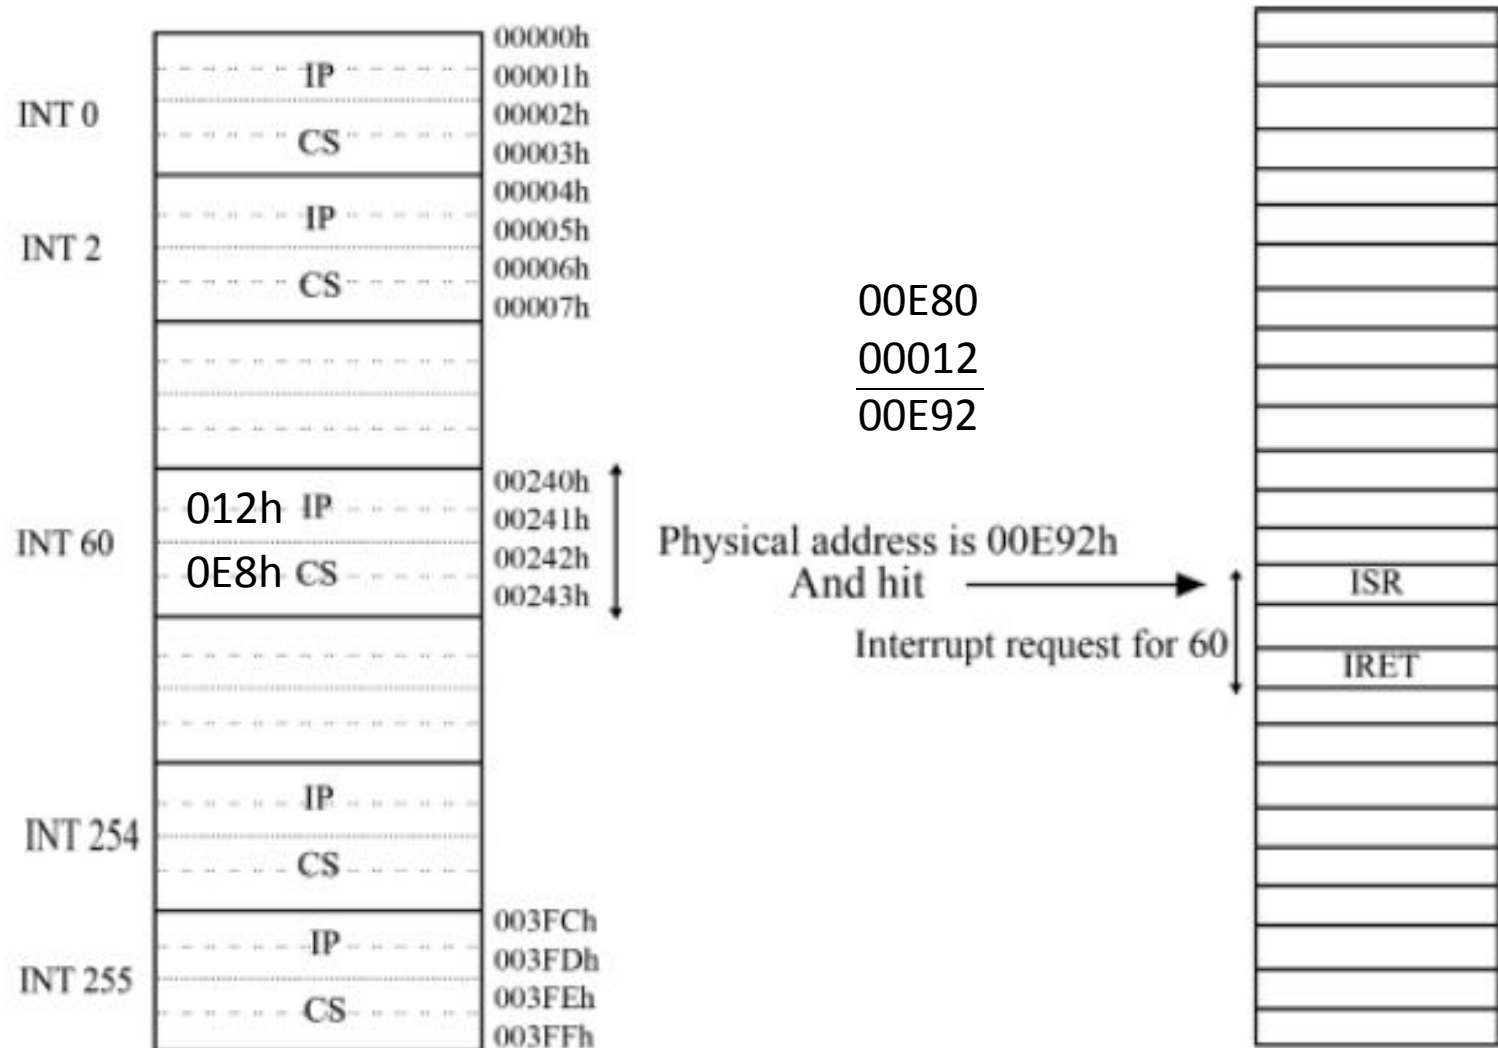 00000h
IP
00001h
INT 0
00002h
CS
00003h
00004h
IP
00005h
INT 2
00006h
CS
00007h
00E80
00012
00E92
00240h
012h IP
00241h
INT 60
00242h
0E8h CS
00243h
Physical address is 00E92h
And hit
ISR
Interrupt request for 60
IRET
IP
INT 254
CS
003FCh
IP
003FDh
INT 255
003FEh
CS
003FFh